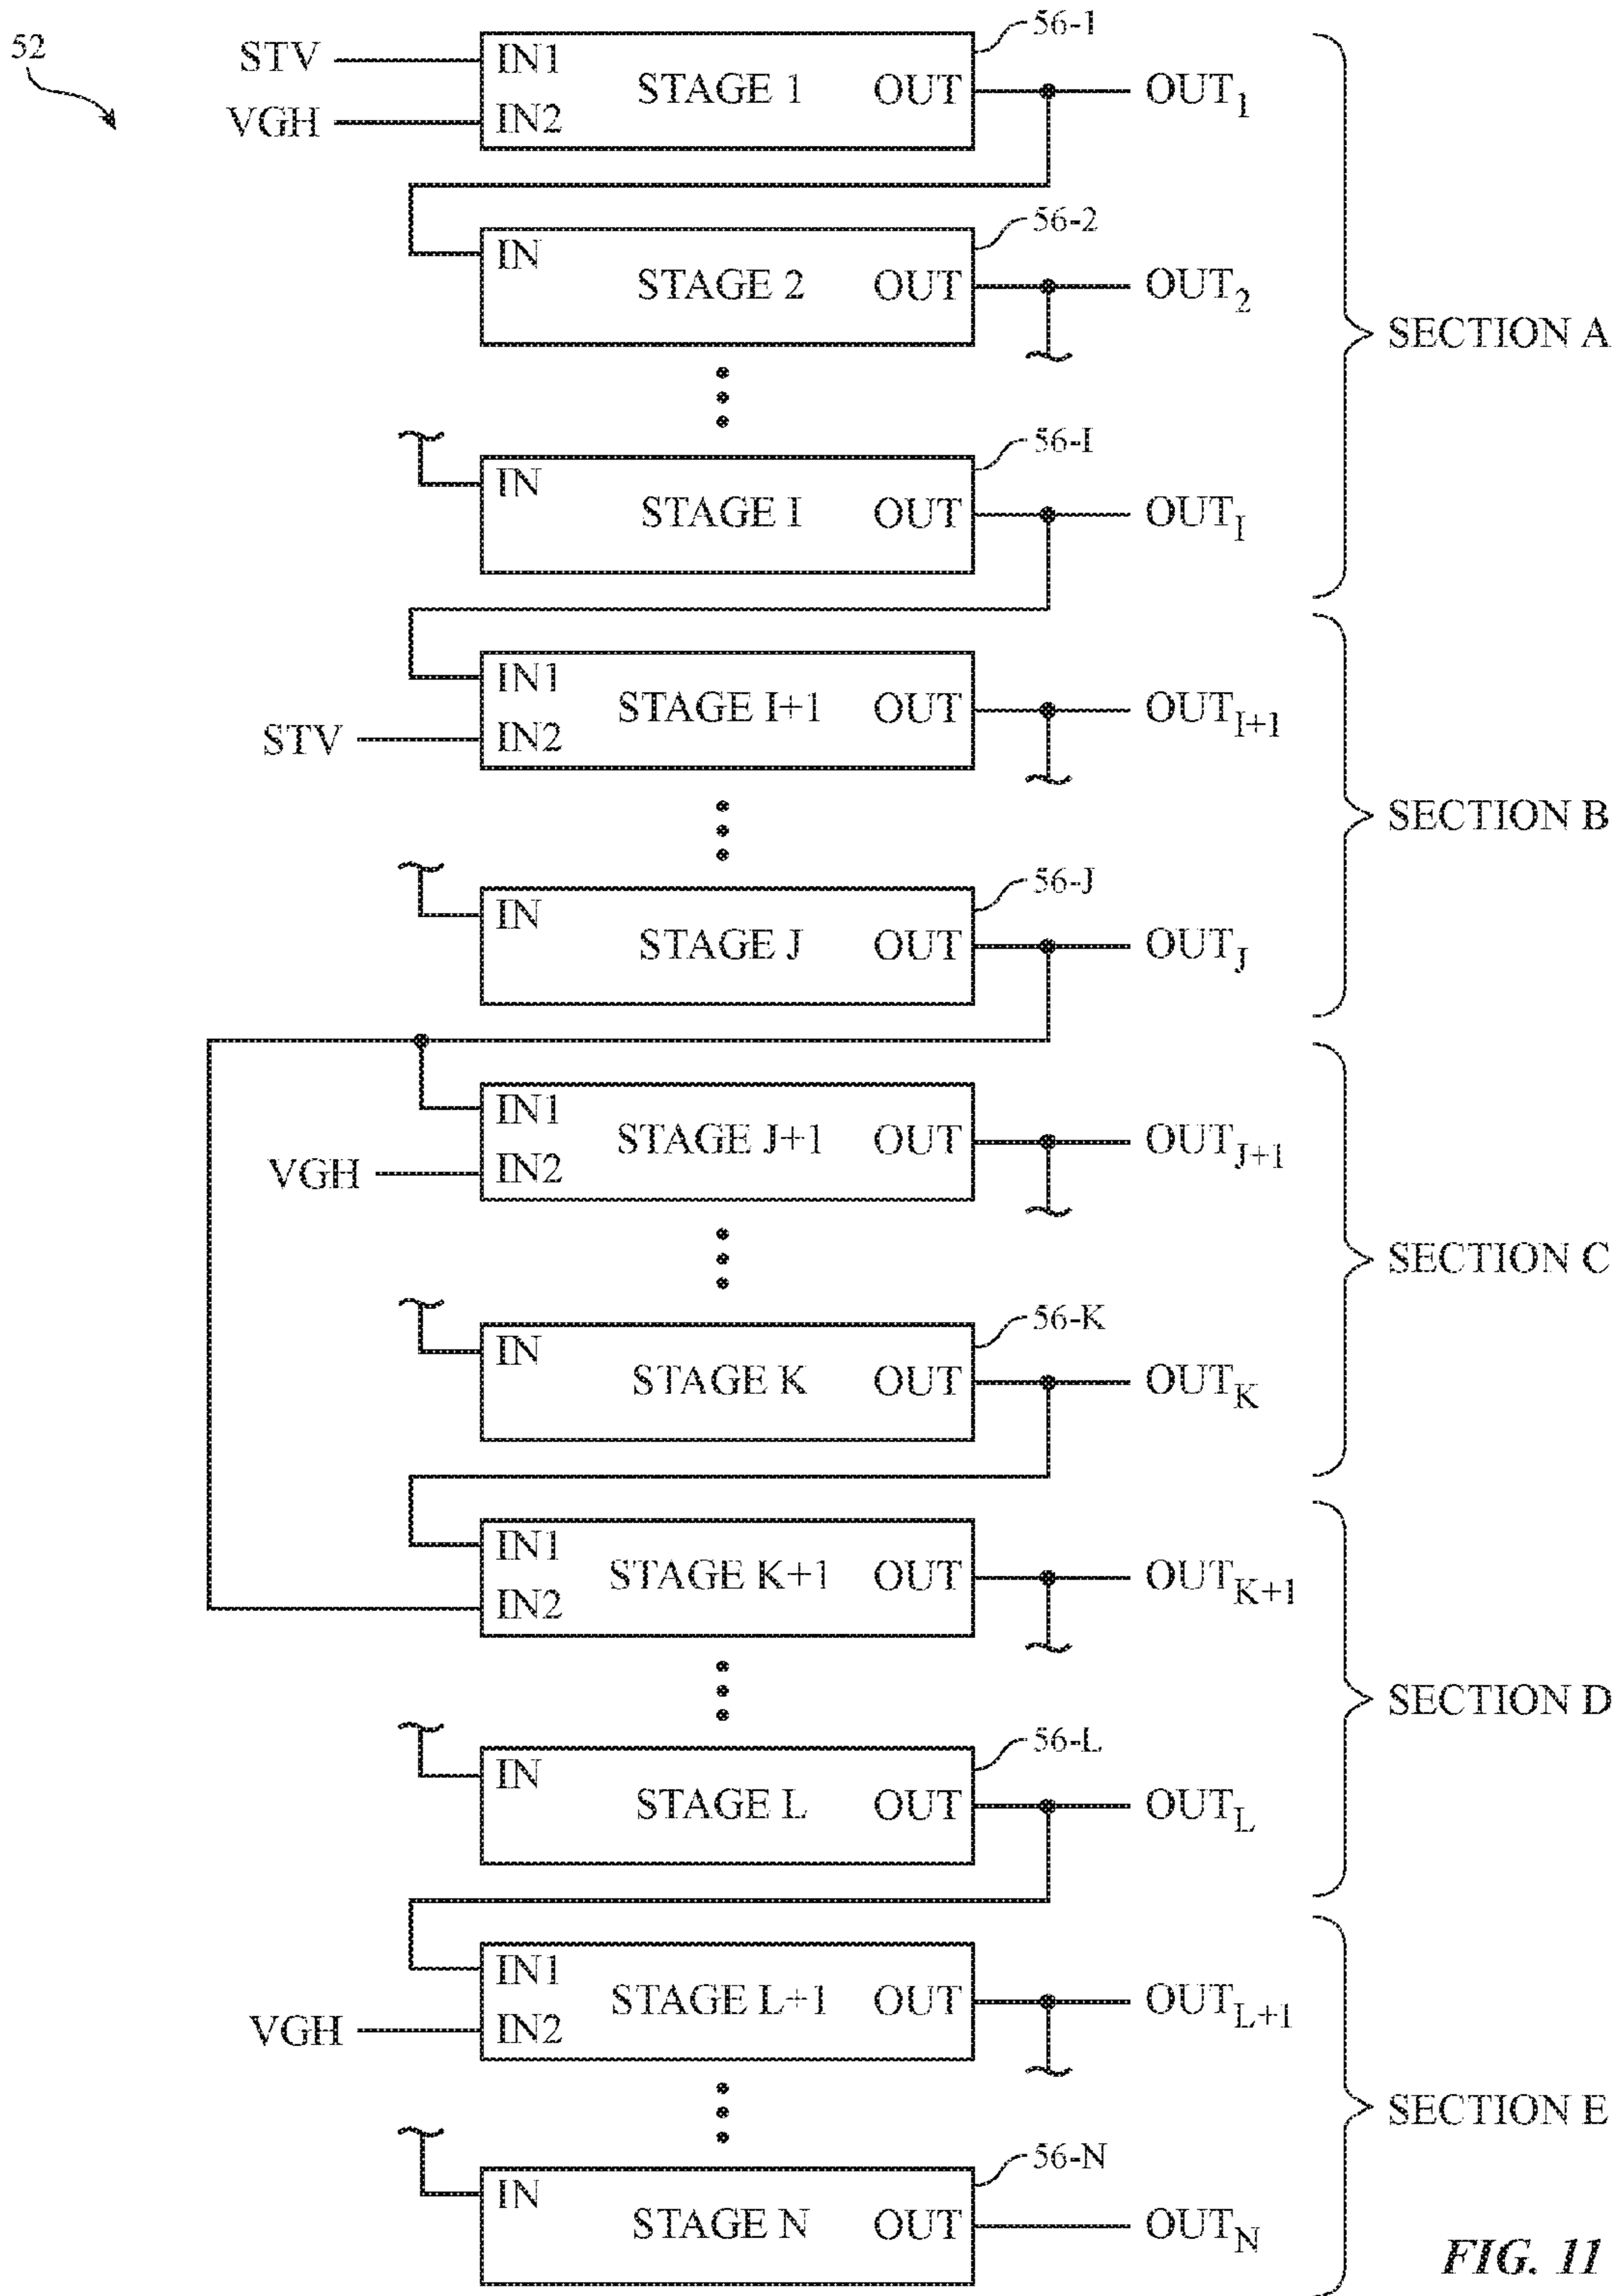 52
STV
VGH
IN1
IN2
STAGE 1
OUT
56-1
OUT1
IN
STAGE 2
OUT
56-2
OUT2
SECTION A
IN
STAGE I
OUT
56-I
OUTI
IN1
STV
IN2
STAGE I+1
OUT
OUTI+1
SECTION B
IN
STAGE J
OUT
56-J
OUTJ
IN1
VGH
IN2
STAGE J+1
OUT
OUTJ+1
SECTION C
IN
STAGE K
OUT
56-K
OUTK
IN1
IN2
STAGE K+1
OUT
OUTK+1
SECTION D
IN
STAGE L
OUT
56-L
OUTL
IN1
VGH
IN2
STAGE L+1
OUT
OUTL+1
SECTION E
IN
STAGE N
OUT
56-N
OUTN
FIG. 11